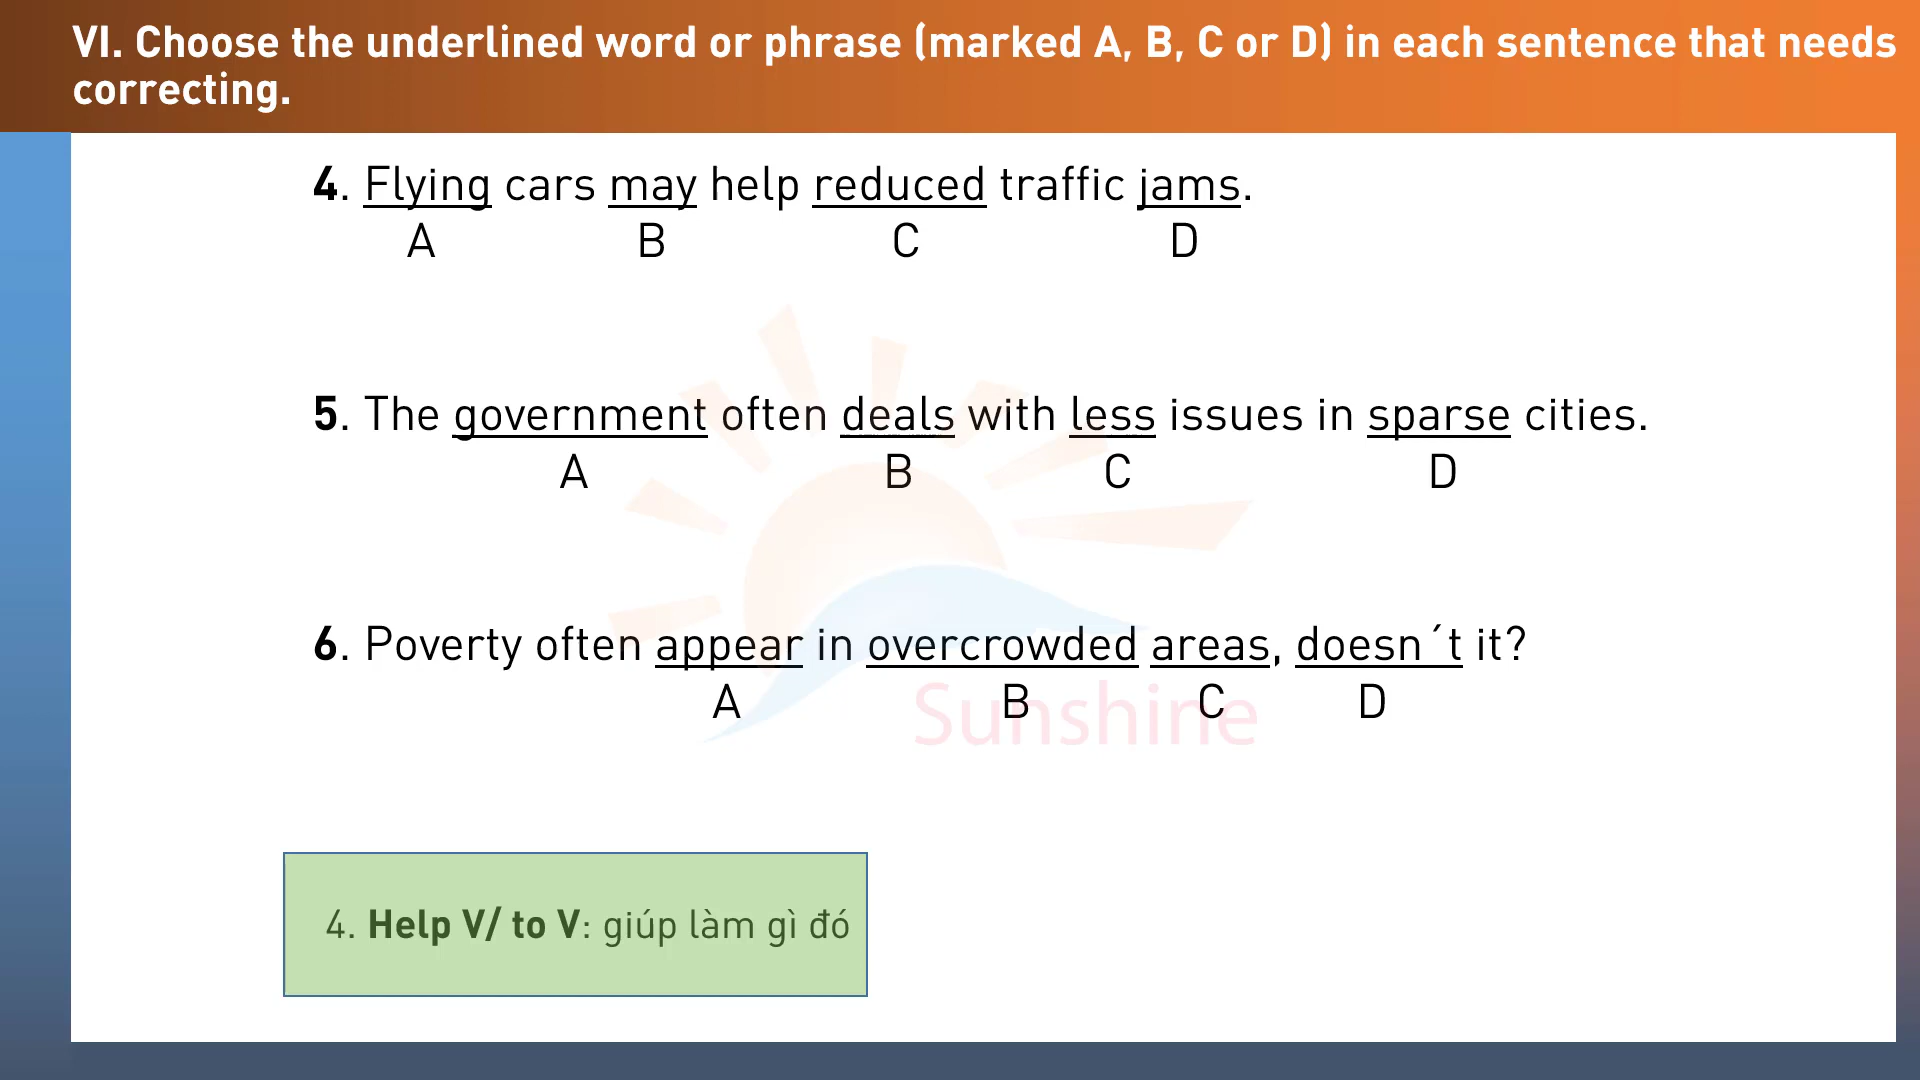 VI. Choose the underlined word or phrase (marked A, B, C or D) in each sentence that needs
correcting.
4. Flying cars may help reduced traffic jams.
A B C D
5. The government often deals with less issues in sparse cities.
A B C D
6. Poverty often appear in overcrowded areas, doesn´t it?
A B C D
Sunshine
4. Help V/ to V: giúp làm gì đó